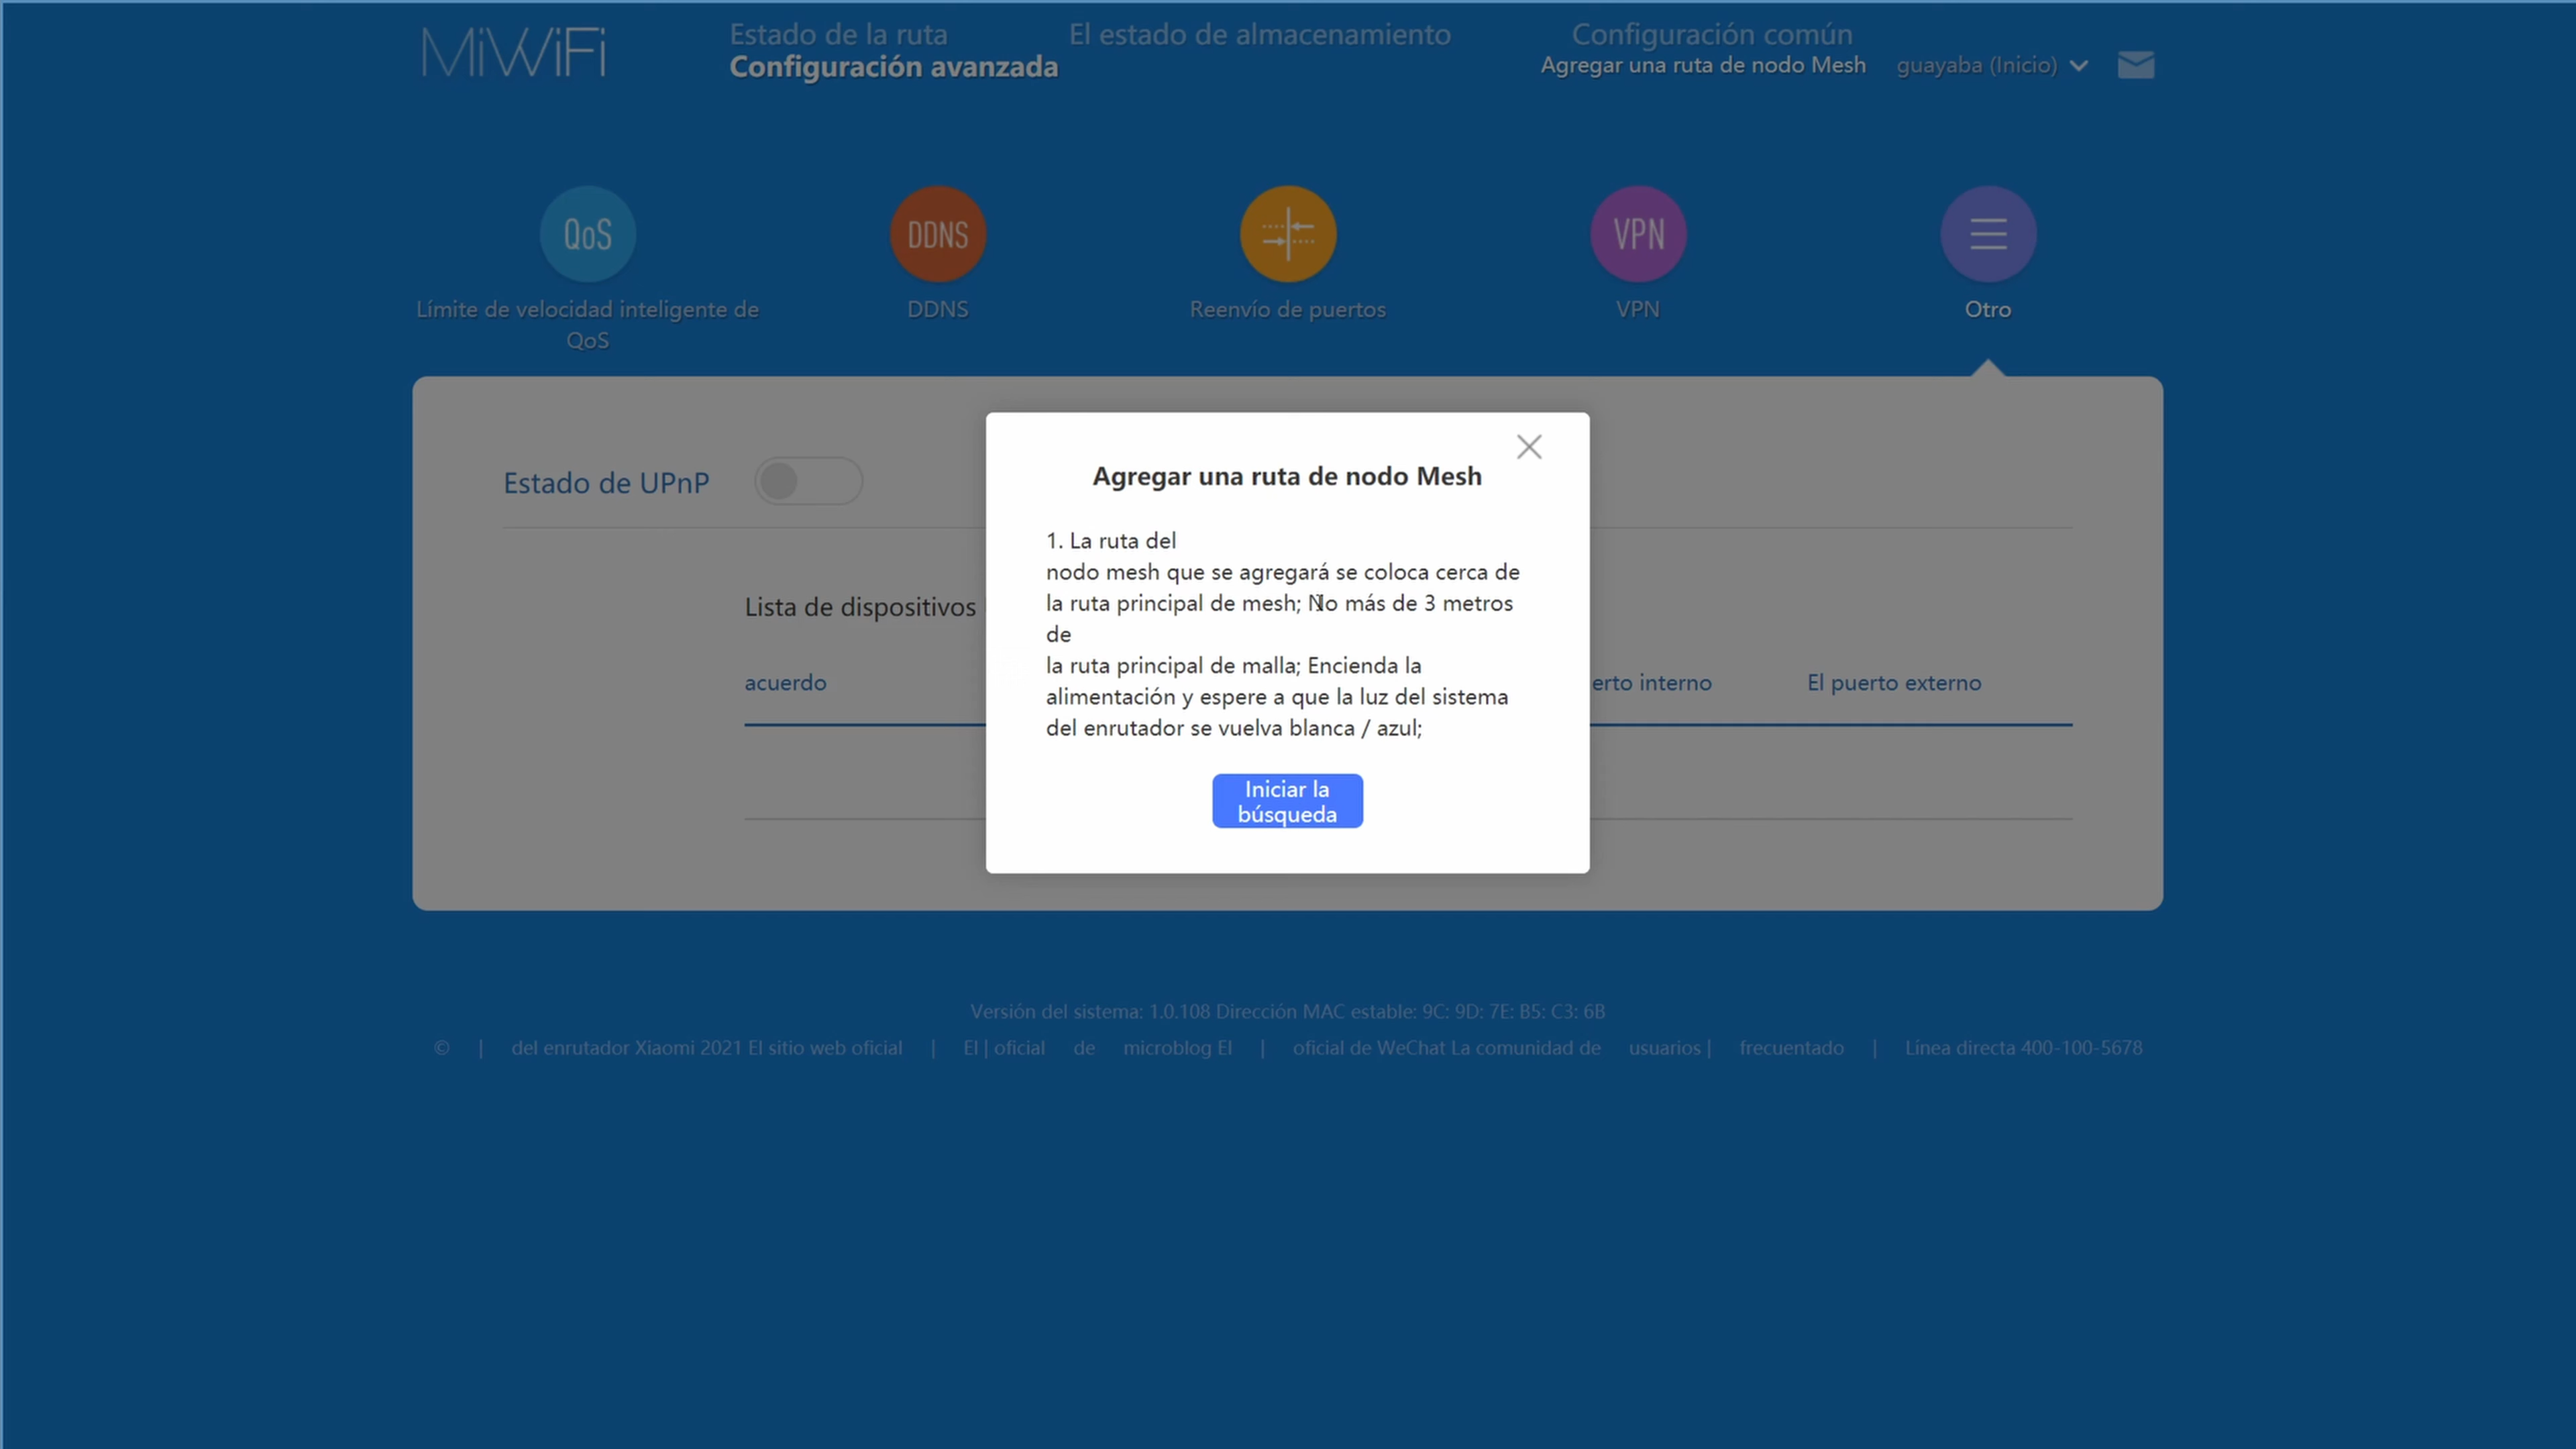 MiWiFi
Estado de la ruta
El estado de almacenamiento
Configuración común
Configuración avanzada
Agregar una ruta de nodo Mesh
guayaba (Inicio)
QoS
DDNS
VPN
Límite de velocidad inteligente de
QoS
DDNS
Reenvío de puertos
VPN
Otro
Estado de UPnP
Lista de dispositivos
acuerdo
erto interno
El puerto externo
Agregar una ruta de nodo Mesh
1. La ruta del
nodo mesh que se agregará se coloca cerca de
la ruta principal de mesh; No más de 3 metros
de
la ruta principal de malla; Encienda la
alimentación y espere a que la luz del sistema
del enrutador se vuelva blanca / azul;
Iniciar la
búsqueda
Versión del sistema: 1.0.108 Dirección MAC estable: 9C: 9D: 7E: B5: C3: 6B
© | del enrutador Xiaomi 2021 El sitio web oficial | El | oficial de microblog El | oficial de WeChat La comunidad de usuarios | frecuentado | Línea directa 400-100-5678